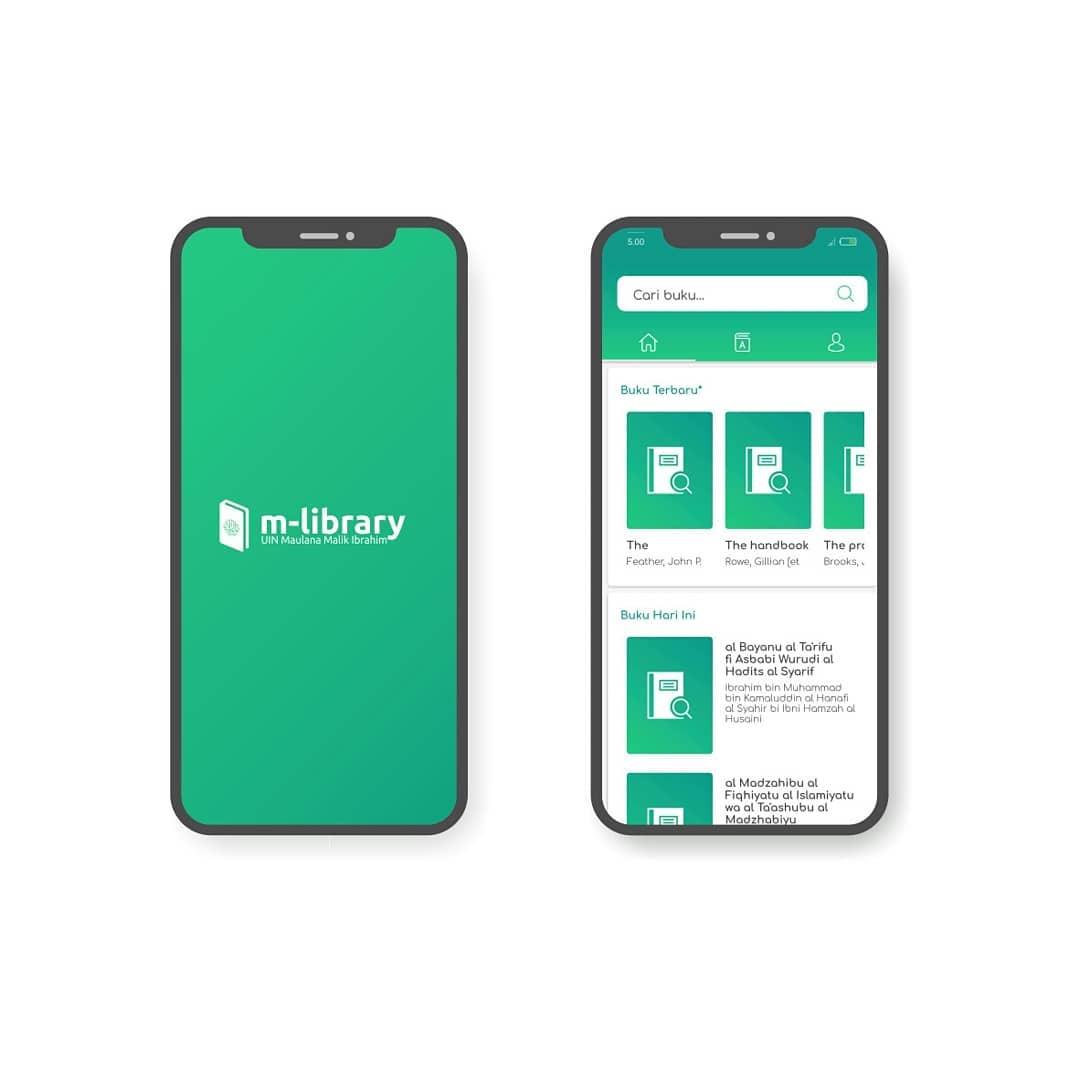 m-library
UIN Maulana Malik Ibrahim
5.00
Cari buku...
A
Buku Terbaru*
The
Feather, John P.
The handbook
Rowe, Gillian [et
The pro
Brooks, J
Buku Hari Ini
al Bayanu al Ta'rifu
fi Asbabi Wurudi al
Hadits al Syarif
Ibrahim bin Muhammad
bin Kamaluddin al Hanafi
al Syahir bi Ibni Hamzah al
Husaini
al Madzahibu al
Fiqhiyatu al Islamiyatu
wa al Ta'ashubu al
Madzhabiyu